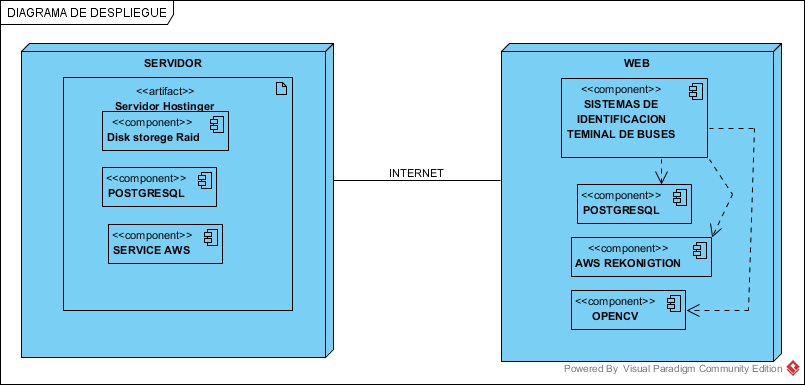 DIAGRAMA DE DESPLIEGUE
SERVIDOR
<<artifact>>
Servidor Hostinger
<<component>>
Disk storege Raid
<<component>>
POSTGRESQL
<<component>>
SERVICE AWS
INTERNET
WEB
<<component>>
SISTEMAS DE
IDENTIFICACION
TEMINAL DE BUSES
<<component>>
POSTGRESQL
<<component>>
AWS REKONIGTION
<<component>>
OPENCV
Powered By Visual Paradigm Community Edition